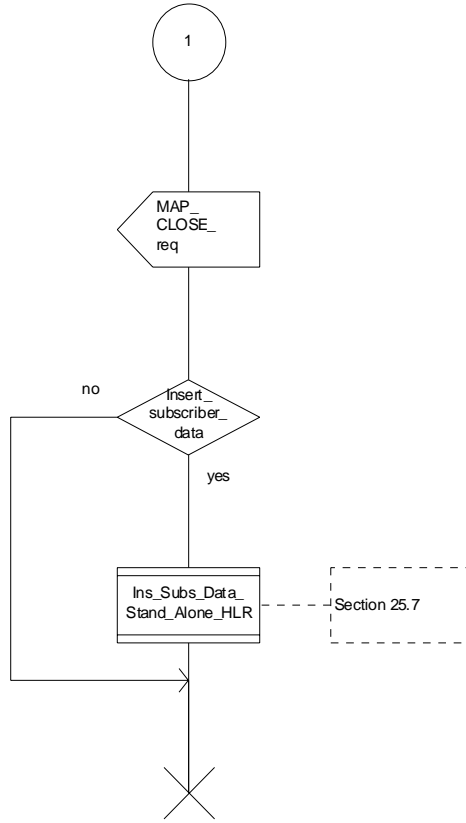 1
MAP_
CLOSE_
req
no
Insert_
subscriber_
data
yes
Ins_Subs_Data_
Stand_Alone_HLR
Section 25.7